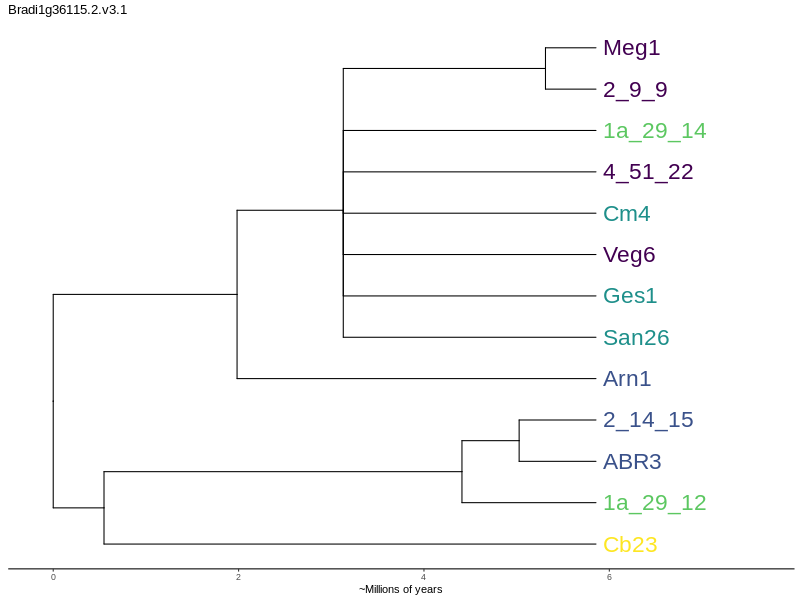 Bradi1g36115.2.v3.1
Meg1
2_9_9
1a_29_14
4_51_22
Cm4
Veg6
Ges1
San26
Arn1
2_14_15
ABR3
1a_29_12
Cb23
0 2 4 6
~Millions of years